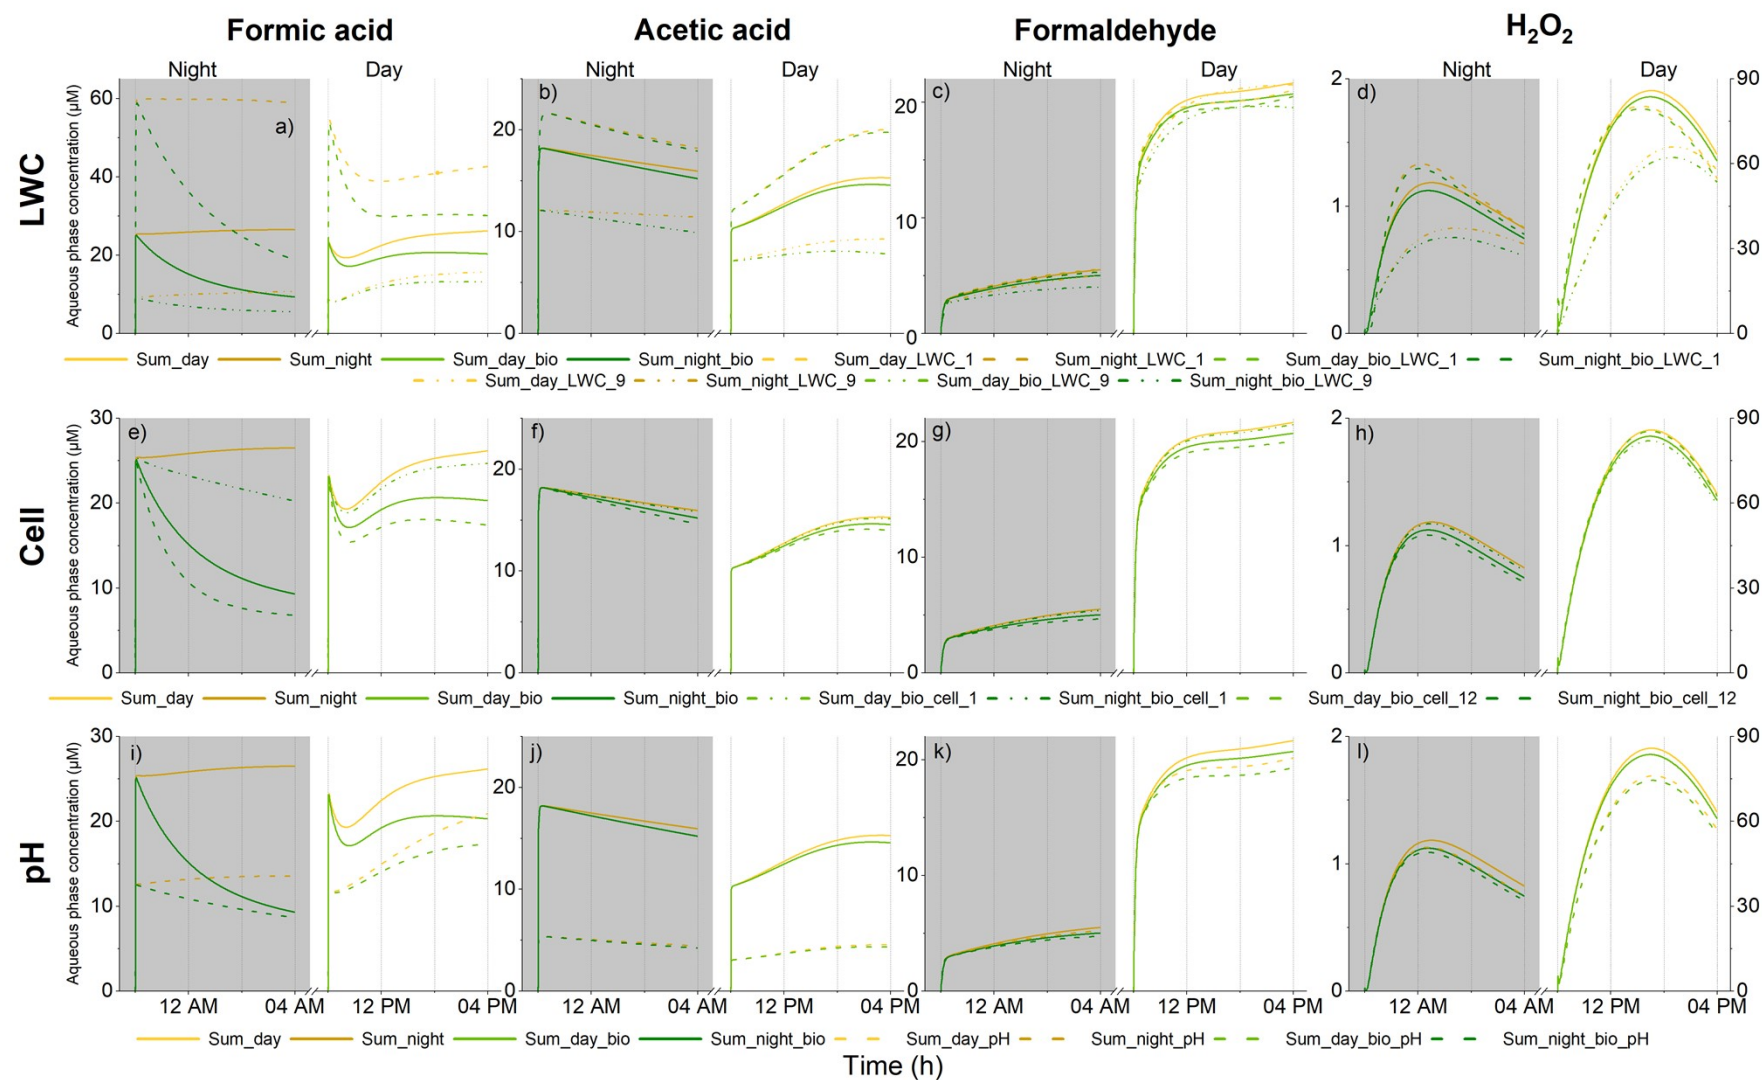 Formic acid Acetic acid Formaldehyde H₂O₂
Night Day Night Day Night Day Night Day
LWC
Aqueous phase concentration (μM)
a) b) c) d)
60 40 20 0
20 10 0
20 10 0
2 1 0
90 60 30 0
Sum_day Sum_night Sum_day_bio Sum_night_bio Sum_day_LWC_1 Sum_night_LWC_1 Sum_day_bio_LWC_1 Sum_night_bio_LWC_1
Sum_day_LWC_9 Sum_night_LWC_9 Sum_day_bio_LWC_9 Sum_night_bio_LWC_9
Cell
Aqueous phase concentration (μM)
e) f) g) h)
30 20 10 0
20 10 0
20 10 0
2 1 0
90 60 30 0
Sum_day Sum_night Sum_day_bio Sum_night_bio Sum_day_bio_cell_1 Sum_night_bio_cell_1 Sum_day_bio_cell_12 Sum_night_bio_cell_12
pH
Aqueous phase concentration (μM)
i) j) k) l)
30 20 10 0
20 10 0
20 10 0
2 1 0
90 60 30 0
12 AM 04 AM 12 PM 04 PM 12 AM 04 AM 12 PM 04 PM 12 AM 04 AM 12 PM 04 PM 12 AM 04 AM 12 PM 04 PM
Sum_day Sum_night Sum_day_bio Sum_night_bio Sum_day_pH Sum_night_pH Sum_day_bio_pH Sum_night_bio_pH
Time (h)